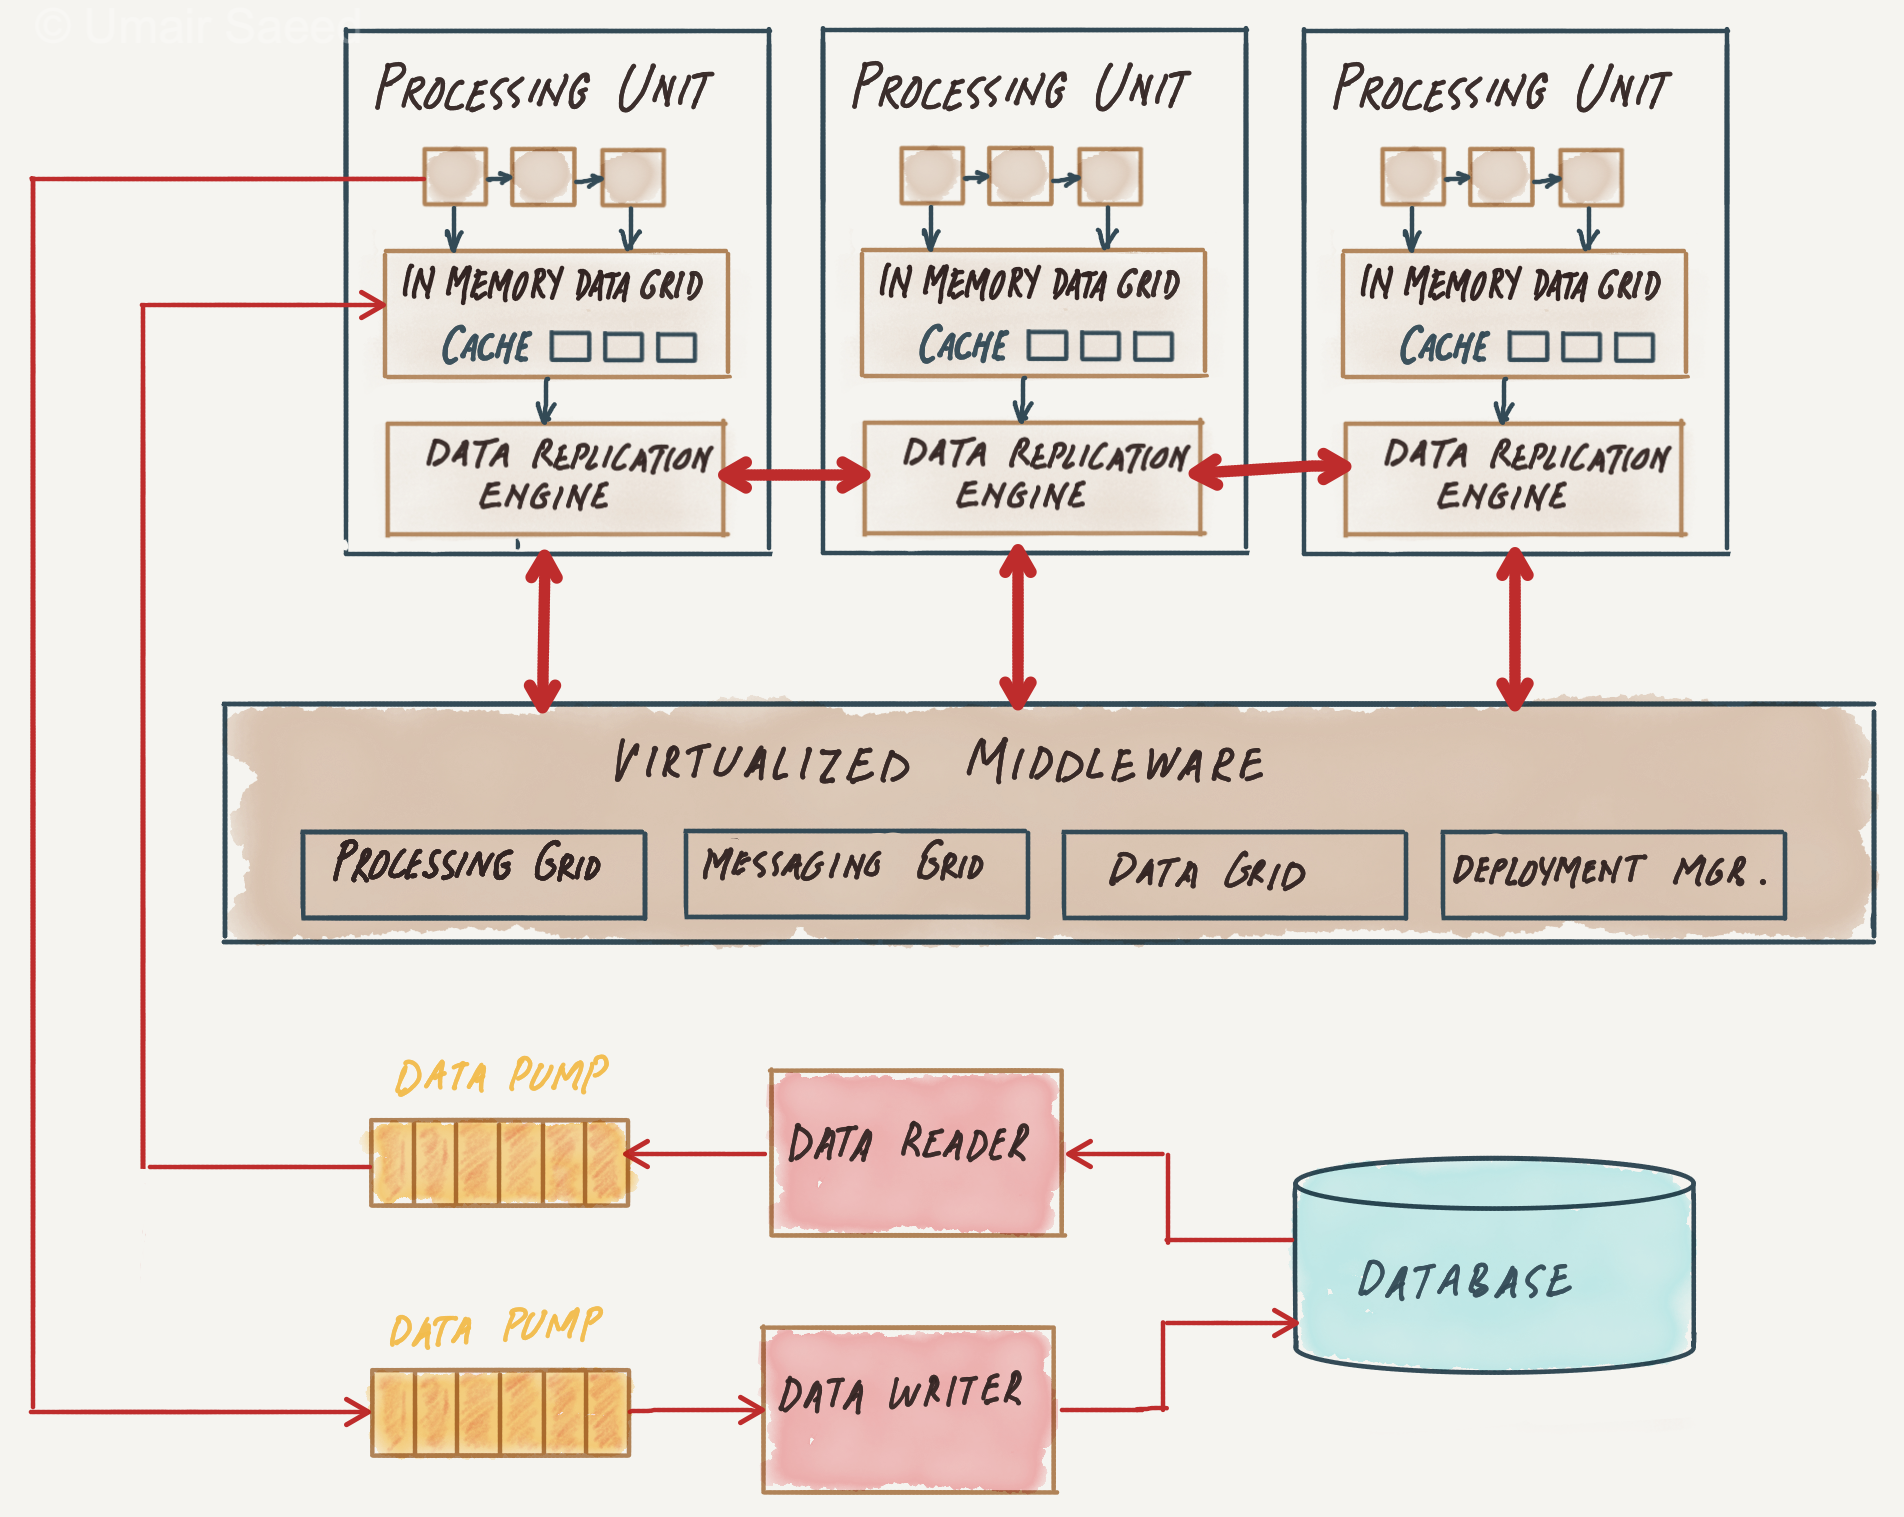 © Umair Saeed
PROCESSING UNIT
IN MEMORY DATA GRID
CACHE
DATA REPLICATION
ENGINE
PROCESSING UNIT
IN MEMORY DATA GRID
CACHE
DATA REPLICATION
ENGINE
PROCESSING UNIT
IN MEMORY DATA GRID
CACHE
DATA REPLICATION
ENGINE
VIRTUALIZED MIDDLEWARE
PROCESSING GRID
MESSAGING GRID
DATA GRID
DEPLOYMENT MGR.
DATA PUMP
DATA READER
DATABASE
DATA PUMP
DATA WRITER